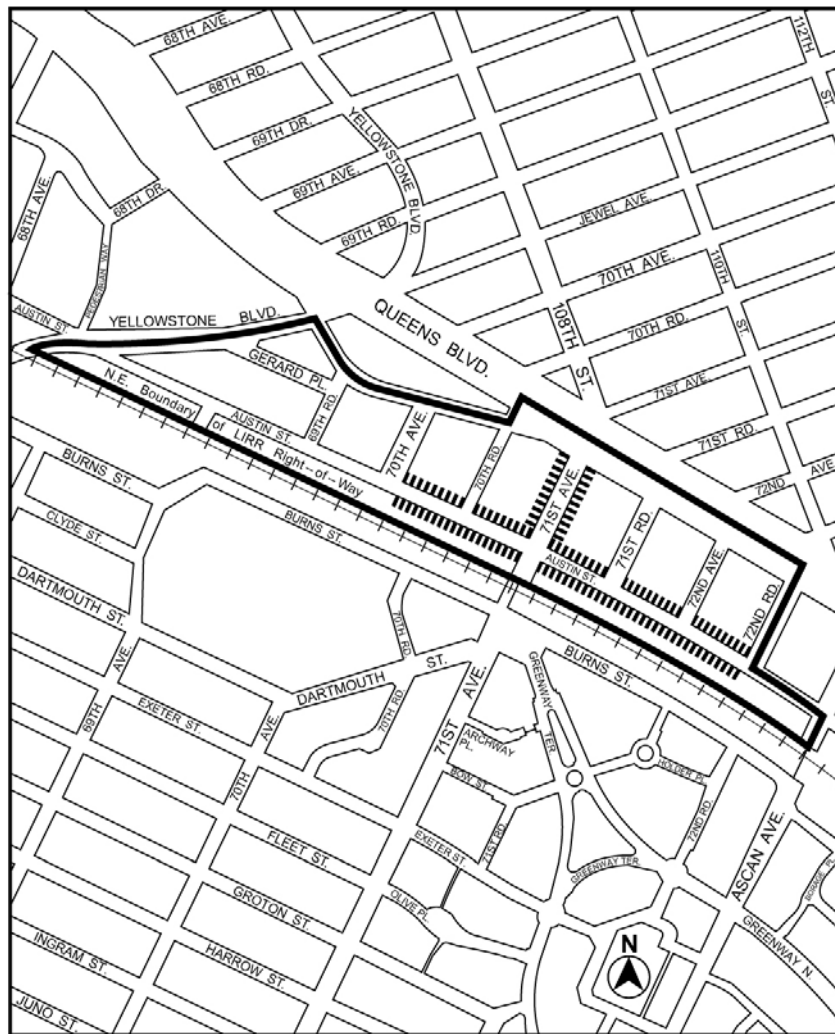 68TH AVE.
68TH RD.
69TH DR.
69TH AVE.
69TH RD.
YELLOWSTONE BLVD.
112TH
ST.
JEWEL AVE.
70TH AVE.
110TH
ST.
70TH RD.
71ST AVE.
71ST RD.
72ND AVE.
108TH
ST.
QUEENS BLVD.
68TH AVE.
68TH DR.
PEDESTRIAN WAY
AUSTIN ST.
YELLOWSTONE BLVD.
GERARD PL.
N.E. Boundary
of LIRR Right-of-Way
AUSTIN ST.
69TH RD.
70TH AVE.
70TH RD.
71ST AVE.
71ST RD.
AUSTIN ST.
72ND AVE.
72ND RD.
BURNS ST.
BURNS ST.
BURNS ST.
CLYDE ST.
DARTMOUTH ST.
69TH AVE.
EXETER ST.
70TH AVE.
DARTMOUTH ST.
70TH RD.
70TH RD.
71ST AVE.
ARCHWAY
PL.
GREENWAY TER.
BOW ST.
71ST RD.
HOLDER PL.
72ND RD.
ASCAN AVE.
EXETER ST.
GREENWAY TER.
OLIVE PL.
FLEET ST.
GROTON ST.
HARROW ST.
INGRAM ST.
JUNO ST.
GREENWAY N
N